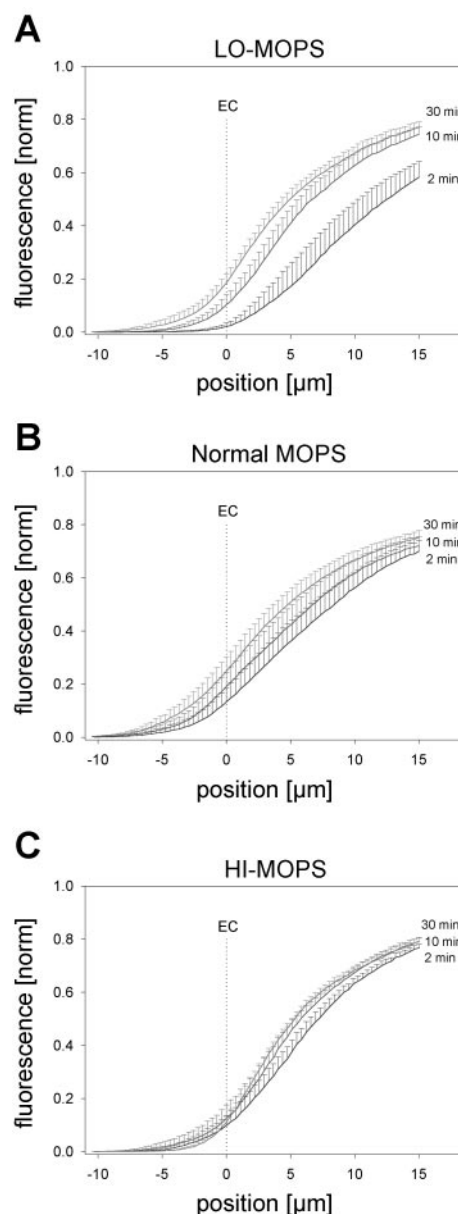 A
LO-MOPS
fluorescence [norm]
1.0
0.8
0.6
0.4
0.2
0.0
EC
30 min
10 min
2 min
-10 -5 0 5 10 15
position [µm]
B
Normal MOPS
fluorescence [norm]
1.0
0.8
0.6
0.4
0.2
0.0
EC
30 min
10 min
2 min
-10 -5 0 5 10 15
position [µm]
C
HI-MOPS
fluorescence [norm]
1.0
0.8
0.6
0.4
0.2
0.0
EC
30 min
10 min
2 min
-10 -5 0 5 10 15
position [µm]